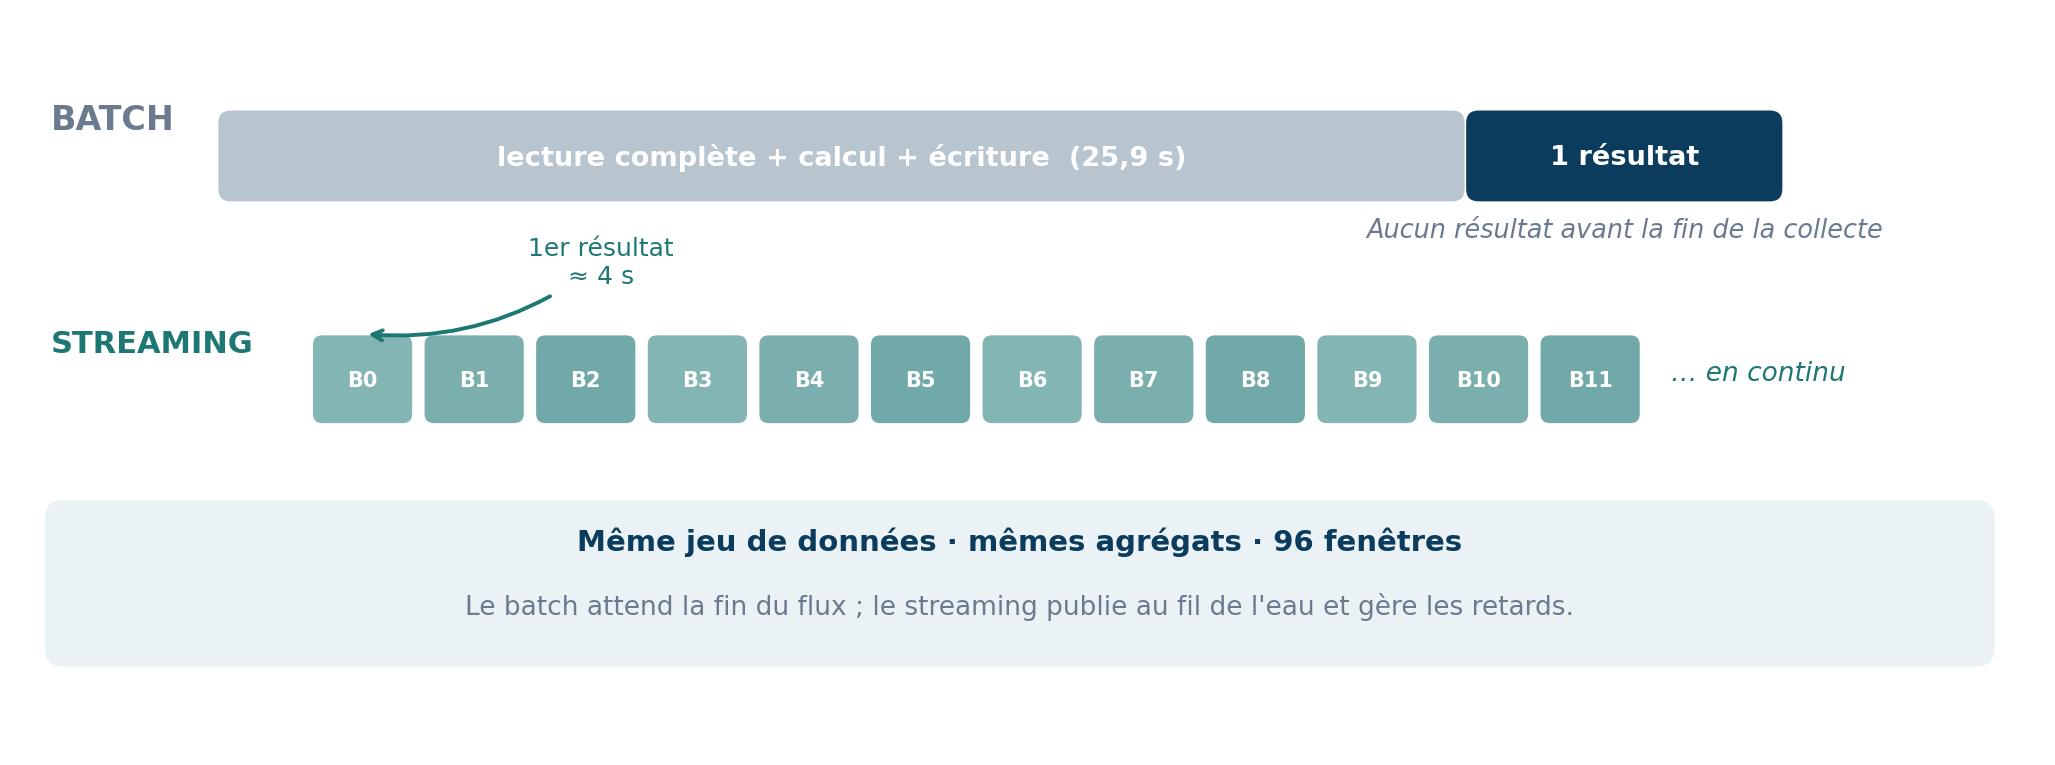 BATCH
lecture complète + calcul + écriture (25,9 s)
1 résultat
Aucun résultat avant la fin de la collecte
1er résultat
≈ 4 s
STREAMING
B0
B1
B2
B3
B4
B5
B6
B7
B8
B9
B10
B11
... en continu
Même jeu de données · mêmes agrégats · 96 fenêtres
Le batch attend la fin du flux ; le streaming publie au fil de l'eau et gère les retards.